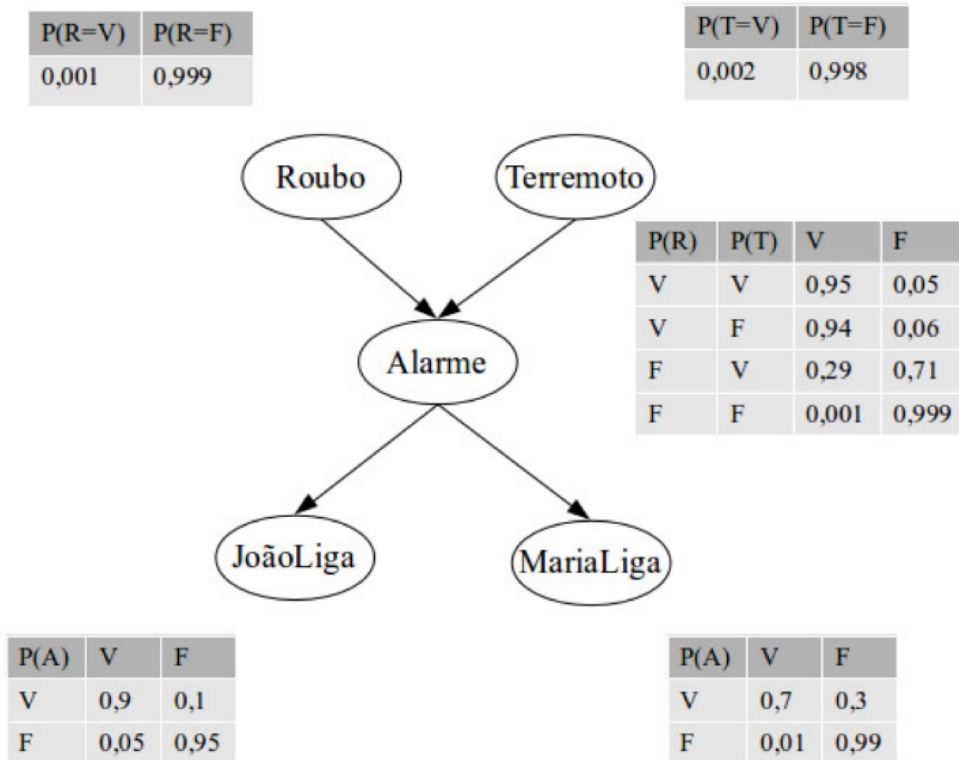 P(R=V) P(R=F)
0,001 0,999
P(T=V) P(T=F)
0,002 0,998
Roubo
Terremoto
P(R) P(T) V F
V V 0,95 0,05
V F 0,94 0,06
F V 0,29 0,71
F F 0,001 0,999
Alarme
JoãoLiga
MariaLiga
P(A) V F
V 0,9 0,1
F 0,05 0,95
P(A) V F
V 0,7 0,3
F 0,01 0,99